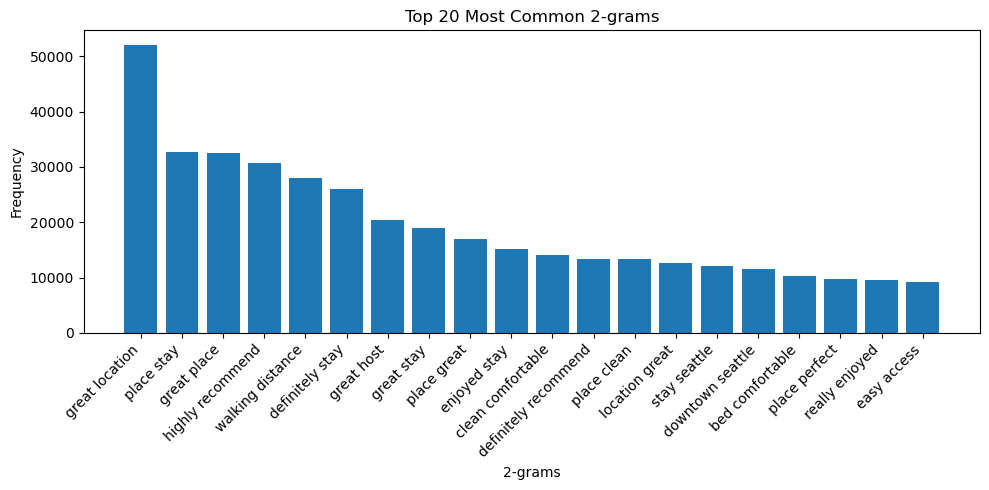 Top 20 Most Common 2-grams
Frequency
50000
40000
30000
20000
10000
0
great location
place stay
great place
highly recommend
walking distance
definitely stay
great host
great stay
place great
enjoyed stay
clean comfortable
definitely recommend
place clean
location great
stay seattle
downtown seattle
bed comfortable
place perfect
really enjoyed
easy access
2-grams